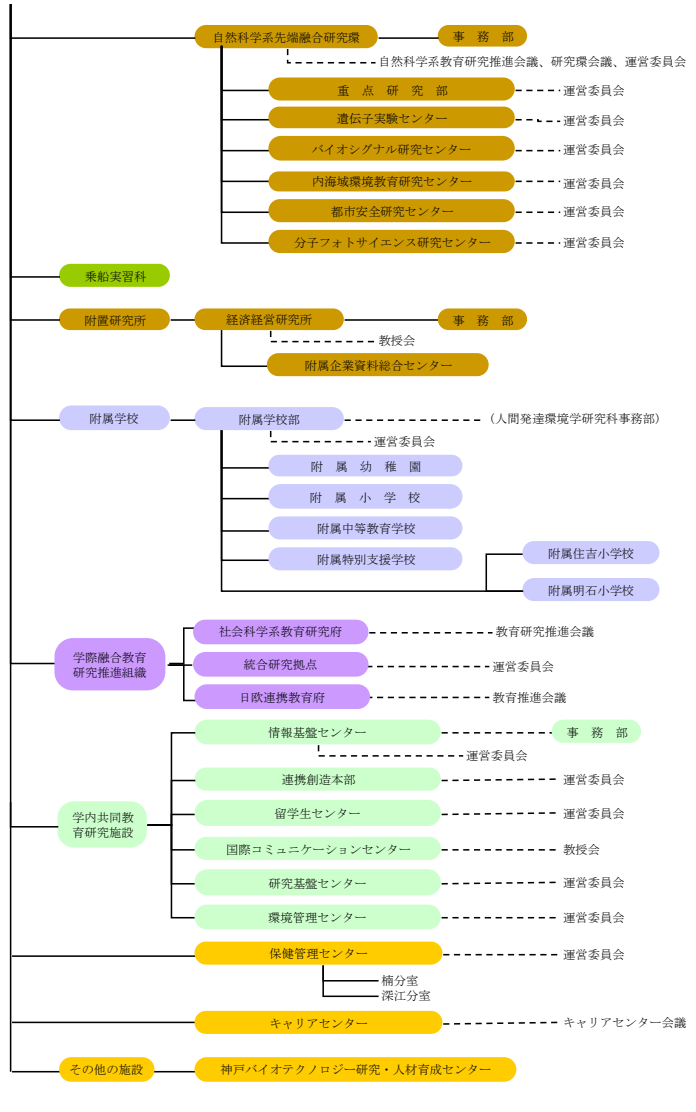 自然科学系先端融合研究環
事　務　部
自然科学系教育研究推進会議、研究環会議、運営委員会
重　点　研　究　部
運営委員会
遺伝子実験センター
運営委員会
バイオシグナル研究センター
運営委員会
内海域環境教育研究センター
運営委員会
都市安全研究センター
運営委員会
分子フォトサイエンス研究センター
運営委員会
乗船実習科
附置研究所
経済経営研究所
事　務　部
教授会
附属企業資料総合センター
附属学校
附属学校部
（人間発達環境学研究科事務部）
運営委員会
附　属　幼　稚　園
附　属　小　学　校
附属中等教育学校
附属特別支援学校
附属住吉小学校
附属明石小学校
学際融合教育
研究推進組織
社会科学系教育研究府
教育研究推進会議
統合研究拠点
運営委員会
日欧連携教育府
教育推進会議
学内共同教
育研究施設
情報基盤センター
事　務　部
運営委員会
連携創造本部
運営委員会
留学生センター
運営委員会
国際コミュニケーションセンター
教授会
研究基盤センター
運営委員会
環境管理センター
運営委員会
保健管理センター
運営委員会
楠分室
深江分室
キャリアセンター
キャリアセンター会議
その他の施設
神戸バイオテクノロジー研究・人材育成センター